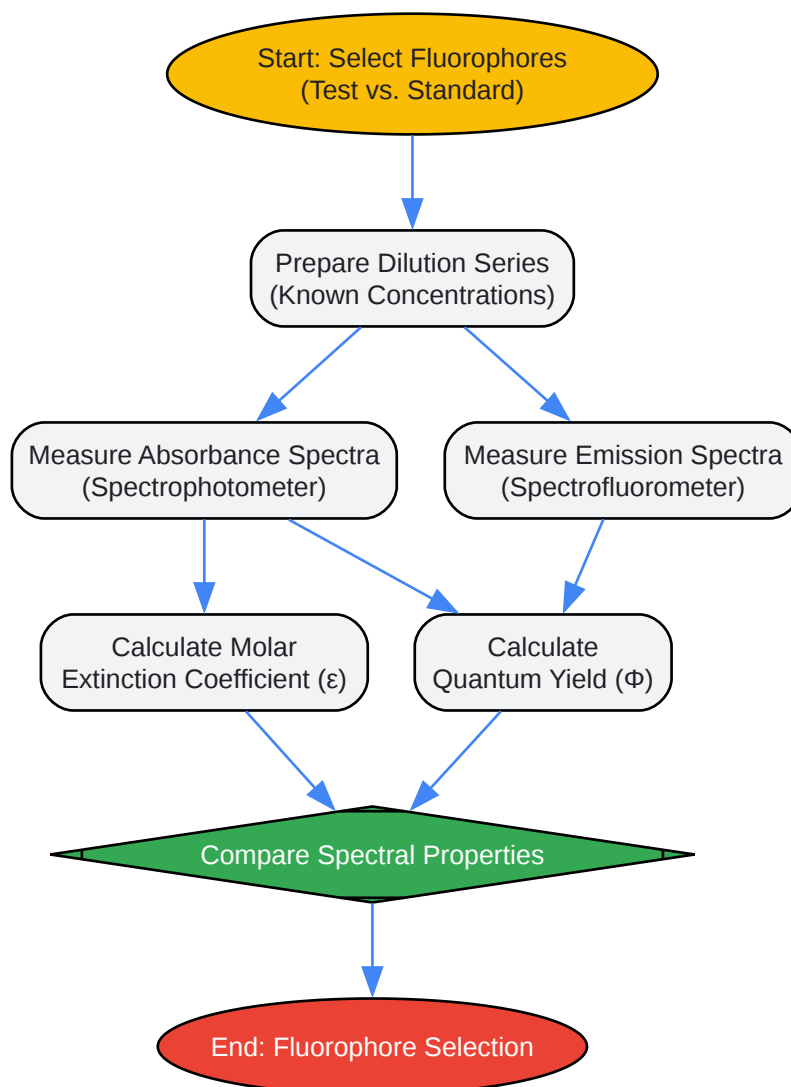 Start: Select Fluorophores
(Test vs. Standard)
Prepare Dilution Series
(Known Concentrations)
Measure Absorbance Spectra
(Spectrophotometer)
Measure Emission Spectra
(Spectrofluorometer)
Calculate Molar
Extinction Coefficient (ε)
Calculate
Quantum Yield (Φ)
Compare Spectral Properties
End: Fluorophore Selection